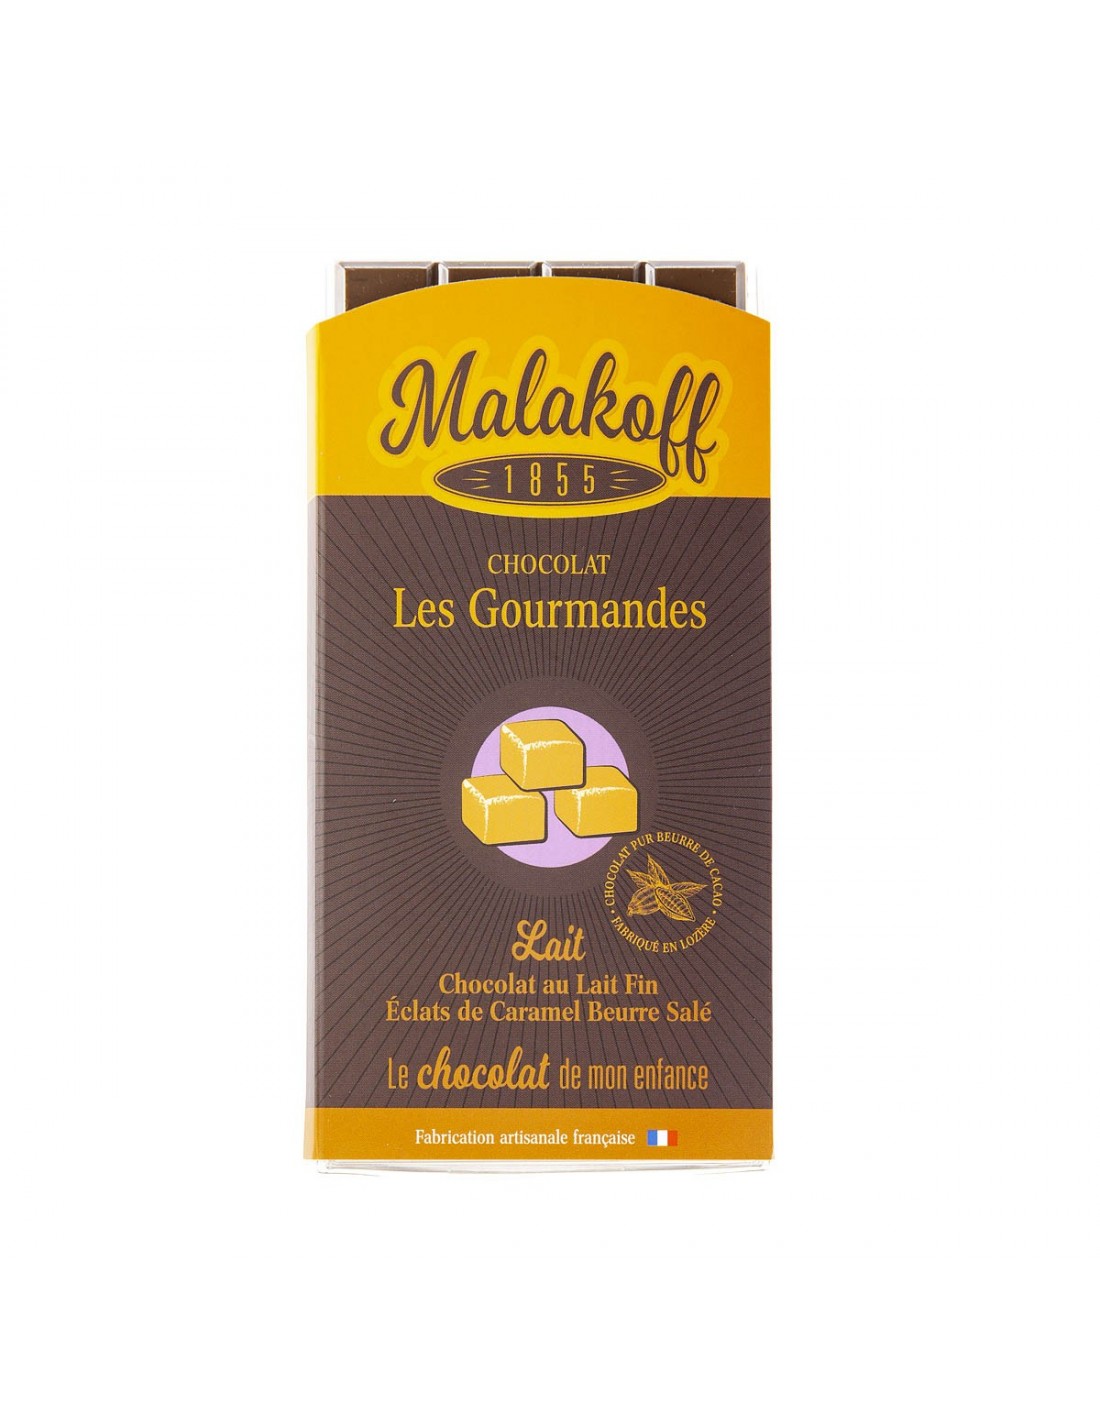 Malakoff
1855
CHOCOLAT
Les Gourmandes
CHOCOLAT PUR BEURRE DE CACAO •
FABRIQUÉ EN LOZÈRE •
Lait
Chocolat au Lait Fin
Éclats de Caramel Beurre Salé
Le chocolat de mon enfance
Fabrication artisanale française